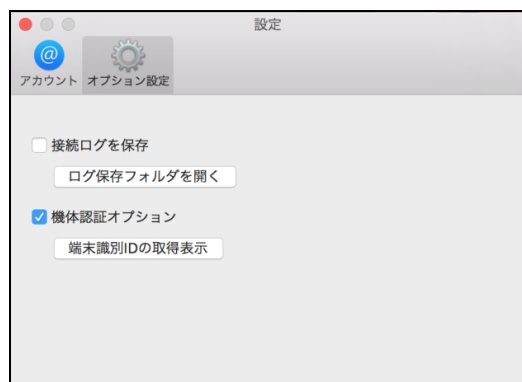 設定
@
アカウント オプション設定
接続ログを保存
ログ保存フォルダを開く
機体認証オプション
端末識別IDの取得表示